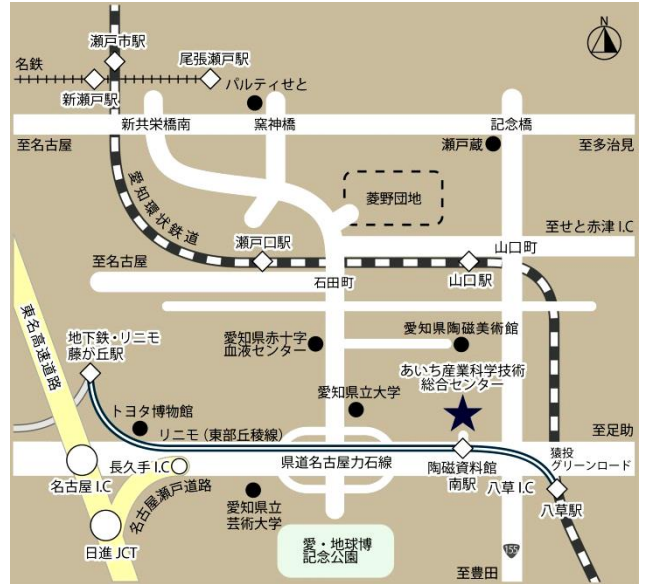 N
瀬戸市駅
名鉄
尾張瀬戸駅
パルティせと
新瀬戸駅
新共栄橋南
窯神橋
記念橋
至名古屋
瀬戸蔵
至多治見
愛知環状鉄道
菱野団地
至せと赤津I.C
瀬戸口駅
山口町
至名古屋
石田町
山口駅
東名高速道路
地下鉄・リニモ
藤が丘駅
愛知県赤十字
血液センター
愛知県陶磁美術館
あいち産業科学技術
総合センター
愛知県立大学
トヨタ博物館
リニモ(東部丘陵線)
至足助
長久手I.C
県道名古屋力石線
陶磁資料館
南駅
猿投
グリーンロード
名古屋I.C
名古屋瀬戸道路
愛知県立
芸術大学
八草I.C
八草駅
日進JCT
愛・地球博
記念公園
155
至豊田